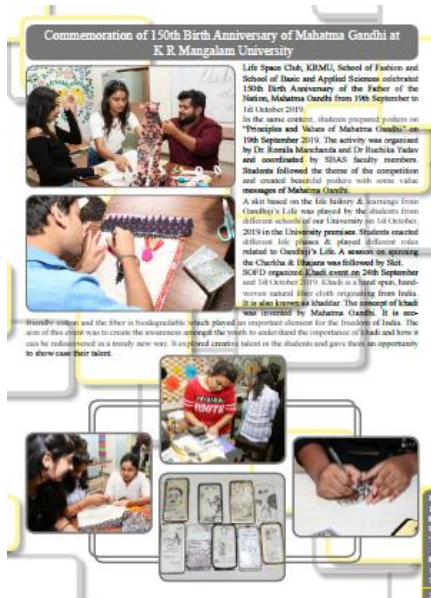 Commemoration of 150th Birth Anniversary of Mahatma Gandhi at
K R Mangalam University
Life Space Club, KRMU, School of Fashion and
School of Basic and Applied Sciences celebrated
150th Birth Anniversary of the Father of the
Nation, Mahatma Gandhi from 19th September to
1st October 2019.
In the same context, students prepared posters on
"Principles and Values of Mahatma Gandhi" on
19th September 2019. The activity was organised
by Dr. Romila Manchanda and Dr Ruchika Yadav
and coordinated by SBAS faculty members.
Students followed the theme of the competition
and created beautiful posters with some value
messages of Mahatma Gandhi.
A skit based on the life history & learnings from
Gandhiji's Life was played by the students from
different schools of our University on 1st October,
2019 in the University premises. Students enacted
different life phases & played different roles
related to Gandhiji's Life. A session on spinning
the Charkha & Bhajans was followed by Skit.
SOFD organized Khadi event on 24th September
and 1st October 2019. Khadi is a hand spun, hand-
woven natural fiber cloth originating from India.
It is also known as khaddar. The concept of khadi
was invented by Mahatma Gandhi. It is eco-
friendly cotton and the fiber is biodegradable which played an important element for the freedom of India. The
aim of this event was to create the awareness amongst the youth to understand the importance of khadi and how it
can be rediscovered in a trendy new way. It explored creative talent in the students and gave them an opportunity
to show case their talent.